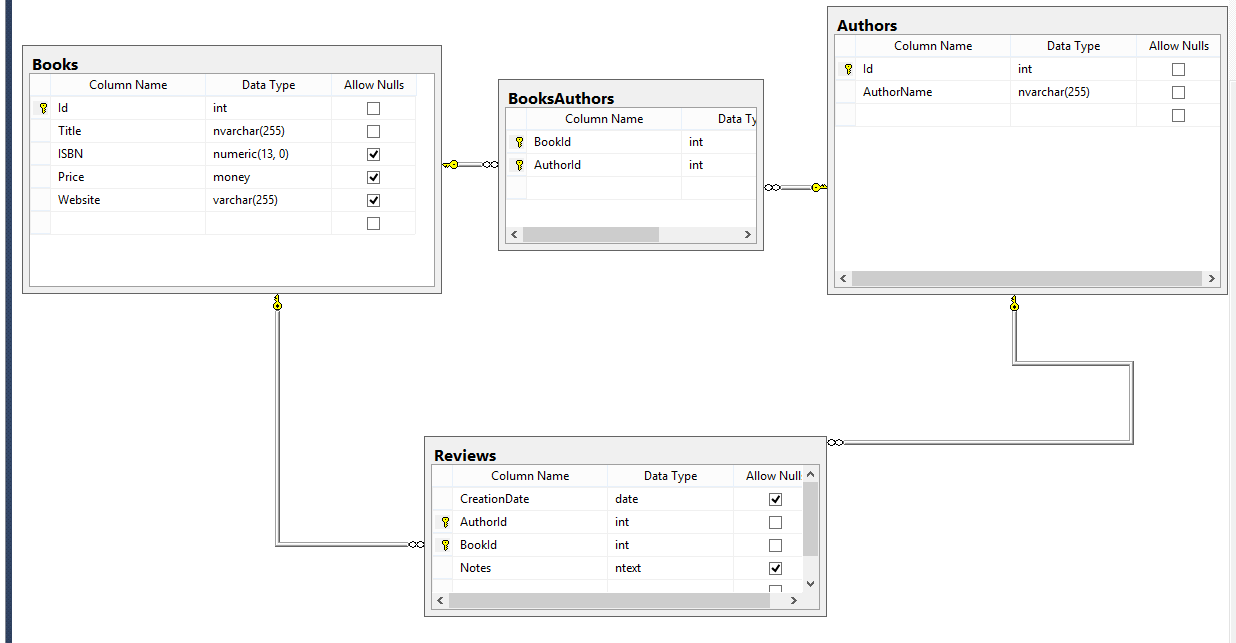 Books
Column Name Data Type Allow Nulls
Id int
Title nvarchar(255)
ISBN numeric(13, 0)
Price money
Website varchar(255)
BooksAuthors
Column Name Data Ty
BookId int
AuthorId int
Authors
Column Name Data Type Allow Nulls
Id int
AuthorName nvarchar(255)
Reviews
Column Name Data Type Allow Null
CreationDate date
AuthorId int
BookId int
Notes ntext